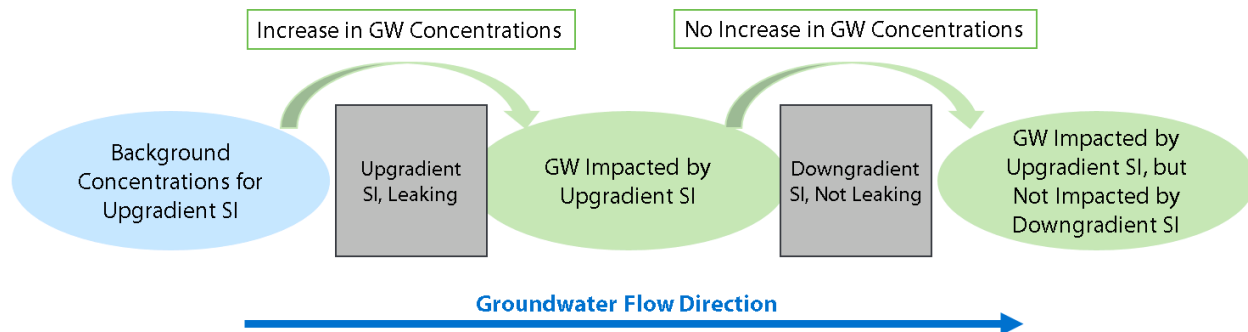 Increase in GW Concentrations
No Increase in GW Concentrations
Background
Concentrations for
Upgradient SI
Upgradient
SI, Leaking
GW Impacted by
Upgradient SI
Downgradient
SI, Not Leaking
GW Impacted by
Upgradient SI, but
Not Impacted by
Downgradient SI
Groundwater Flow Direction